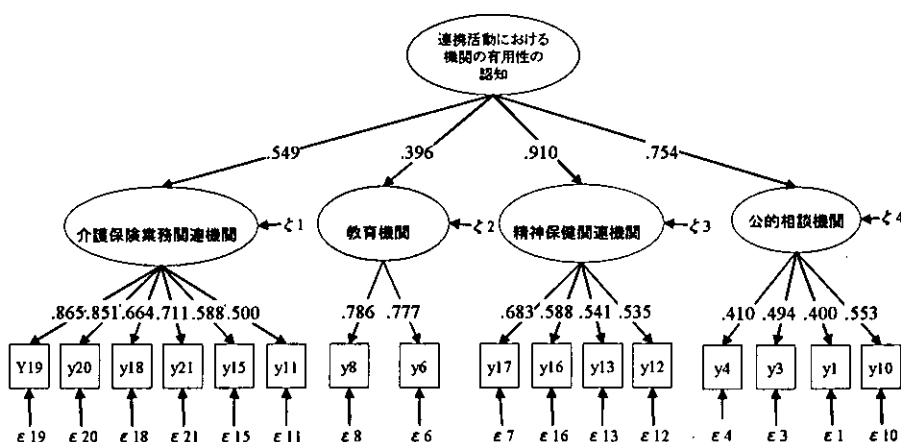 連携活動における
機関の有用性の
認知
.549 .396 .910 .754
介護保険業務関連機関 ζ1 教育機関 ζ2 精神保健関連機関 ζ3 公的相談機関 ζ4
.865 .851 .664 .711 .588 .500 .786 .777 .683 .588 .541 .535 .410 .494 .400 .553
Y19 y20 y18 y21 y15 y11 y8 y6 y17 y16 y13 y12 y4 y3 y1 y10
ε19 ε20 ε18 ε21 ε15 ε11 ε8 ε6 ε7 ε16 ε13 ε12 ε4 ε3 ε1 ε10